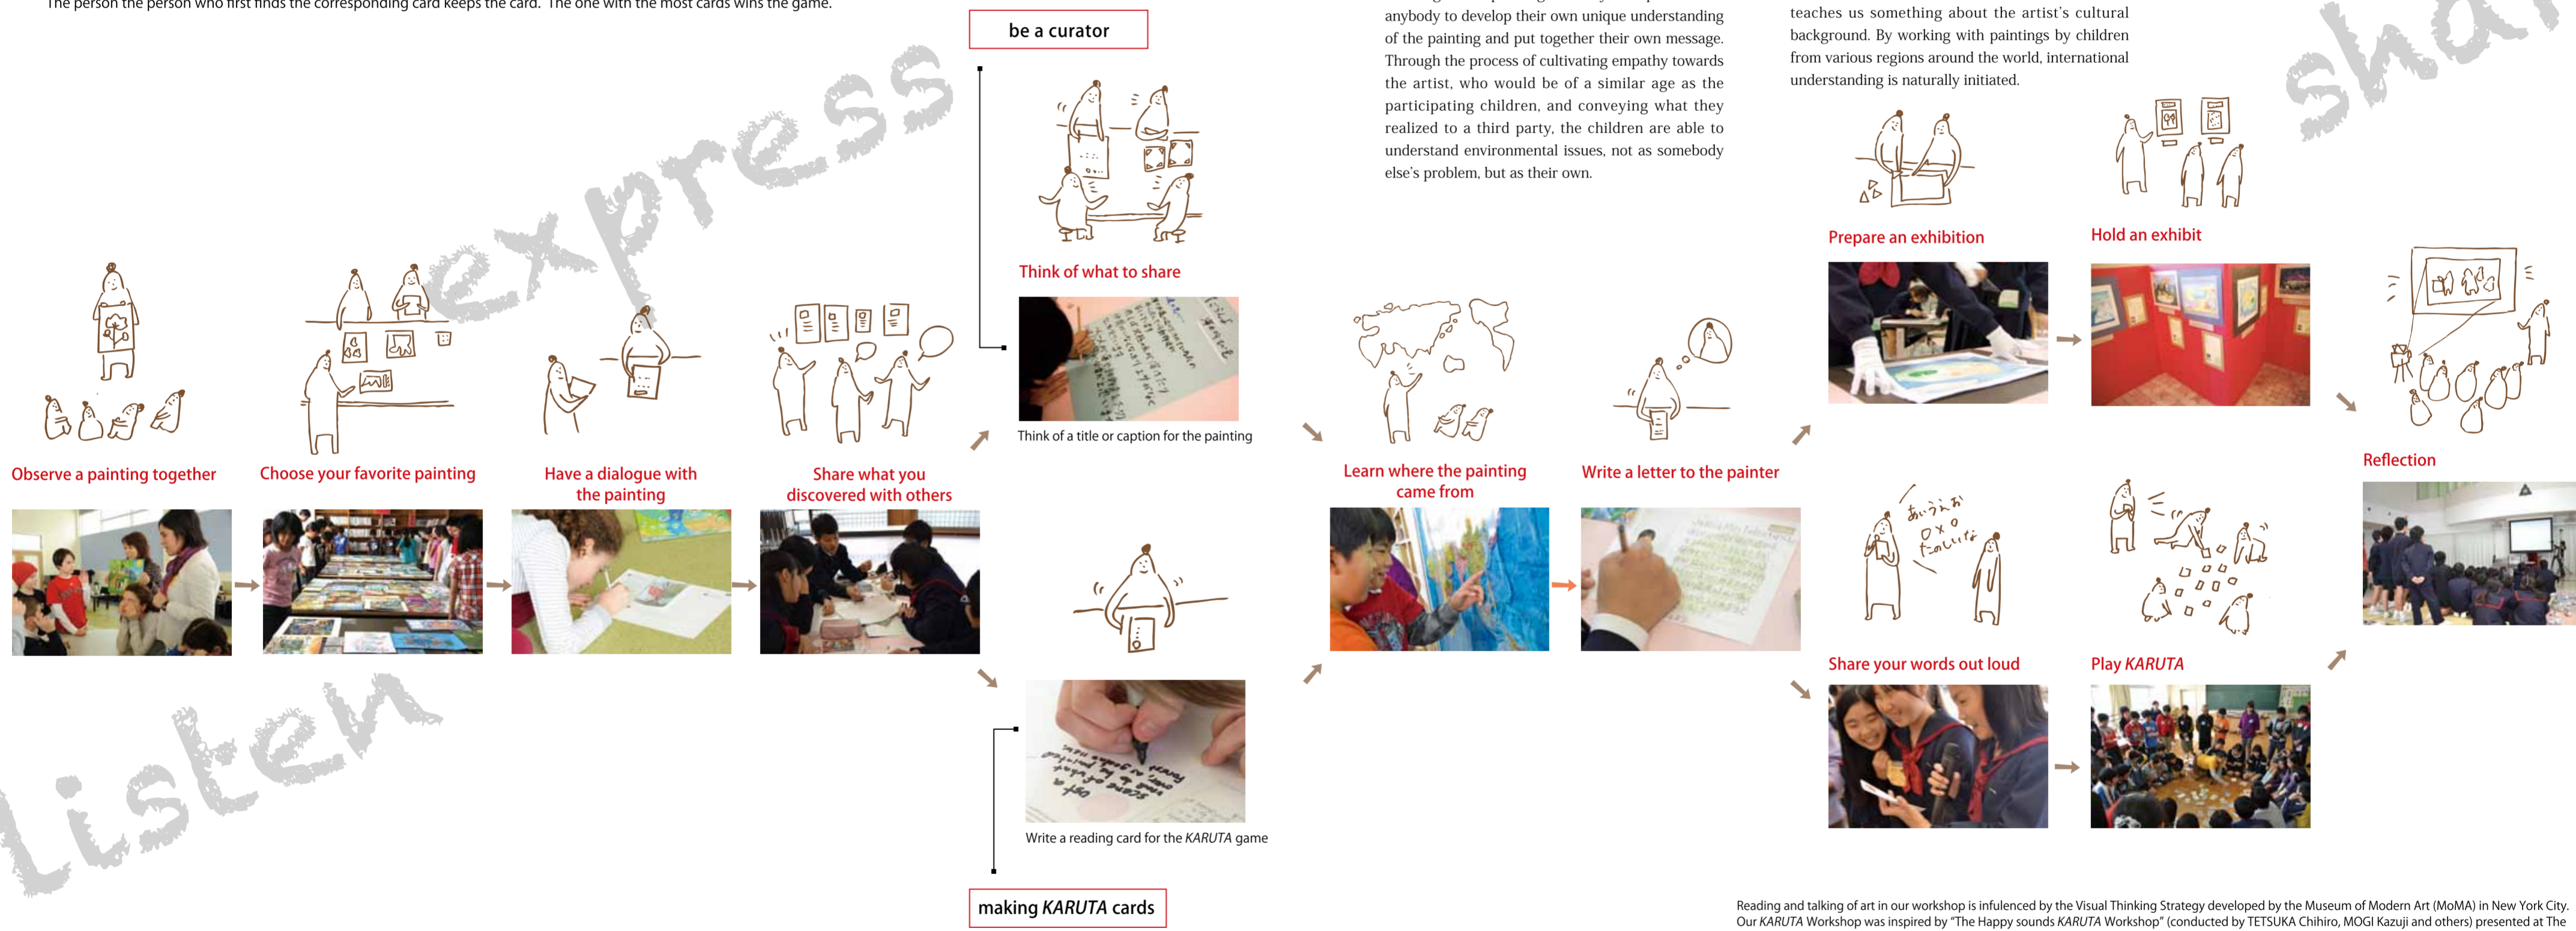 The person the person who first finds the corresponding card keeps the card. The one with the most cards wins the game.
be a curator
anybody to develop their own unique understanding
of the painting and put together their own message.
Through the process of cultivating empathy towards
the artist, who would be of a similar age as the
participating children, and conveying what they
realized to a third party, the children are able to
understand environmental issues, not as somebody
else's problem, but as their own.
teaches us something about the artist's cultural
background. By working with paintings by children
from various regions around the world, international
understanding is naturally initiated.
express
Listen
Observe a painting together
Choose your favorite painting
Have a dialogue with
the painting
Share what you
discovered with others
Think of what to share
Think of a title or caption for the painting
Write a reading card for the KARUTA game
making KARUTA cards
Learn where the painting
came from
Write a letter to the painter
Prepare an exhibition
Hold an exhibit
あいうえお
O×O
たのしいな
Share your words out loud
Play KARUTA
Reflection
Reading and talking of art in our workshop is infulenced by the Visual Thinking Strategy developed by the Museum of Modern Art (MoMA) in New York City.
Our KARUTA Workshop was inspired by "The Happy sounds KARUTA Workshop" (conducted by TETSUKA Chihiro, MOGI Kazuji and others) presented at The